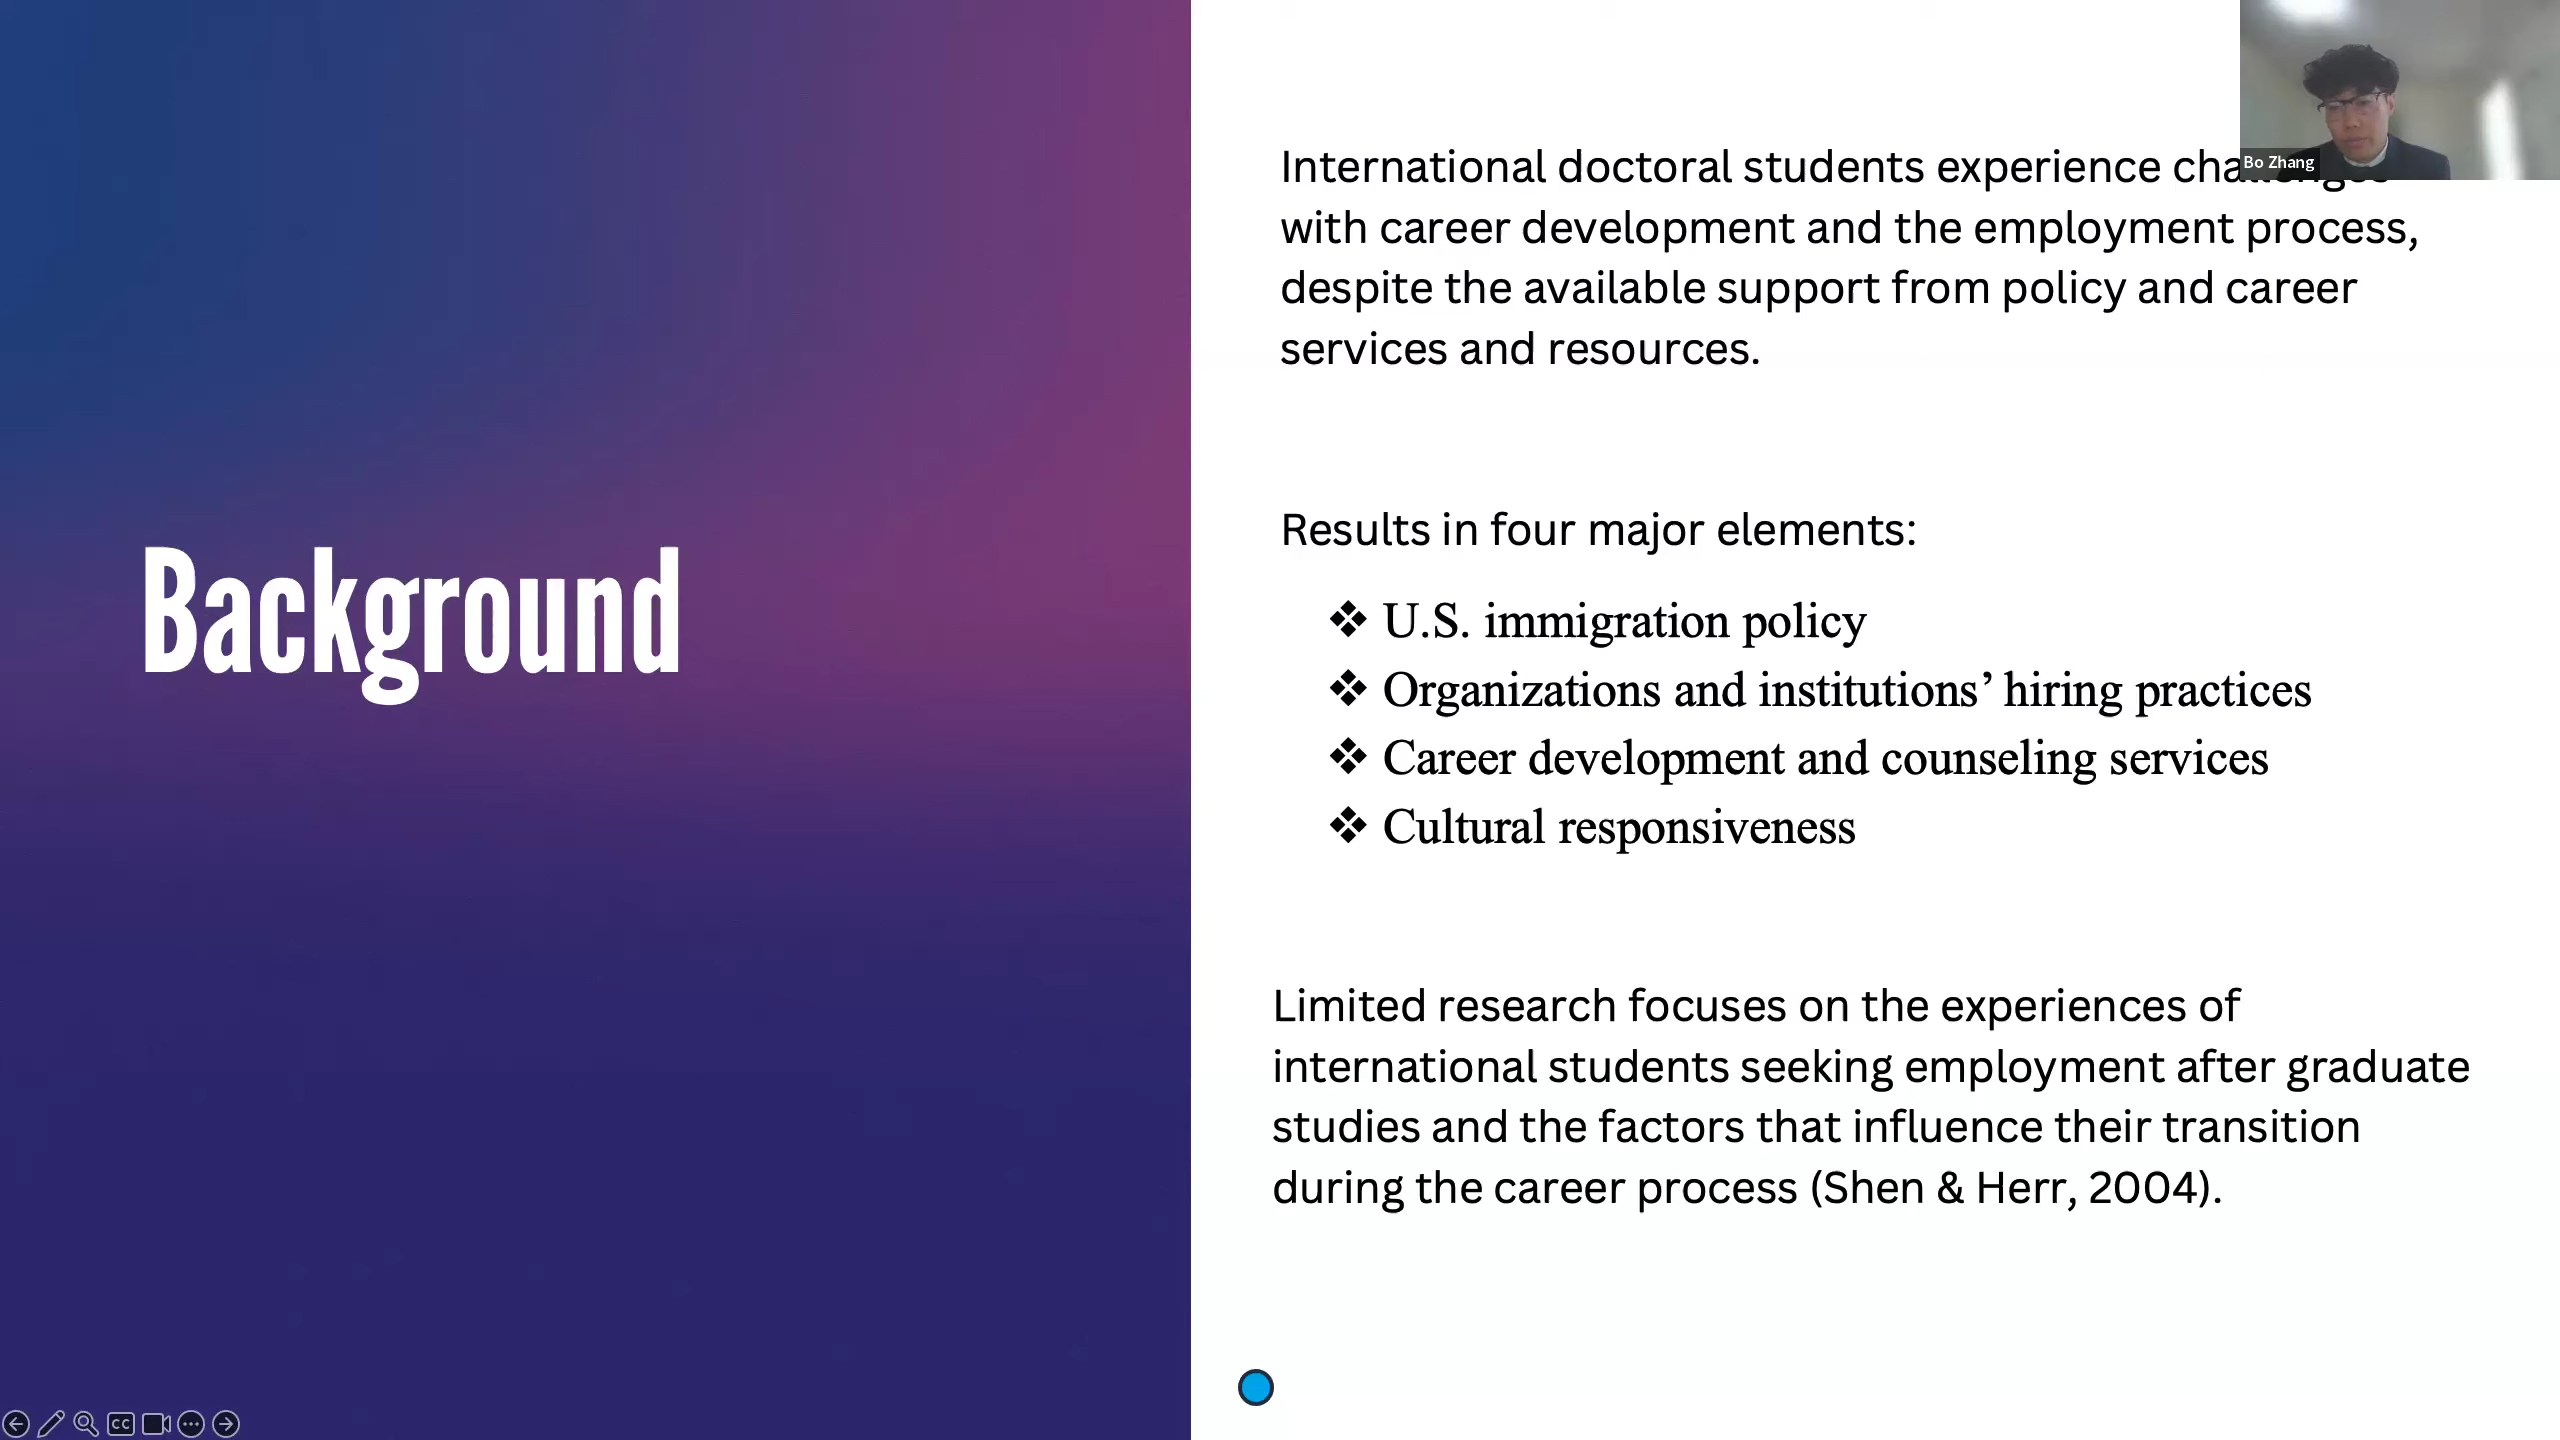 Background
International doctoral students experience challenges
with career development and the employment process,
despite the available support from policy and career
services and resources.
Results in four major elements:
❖ U.S. immigration policy
❖ Organizations and institutions’ hiring practices
❖ Career development and counseling services
❖ Cultural responsiveness
Limited research focuses on the experiences of
international students seeking employment after graduate
studies and the factors that influence their transition
during the career process (Shen & Herr, 2004).
Bo Zhang
CC